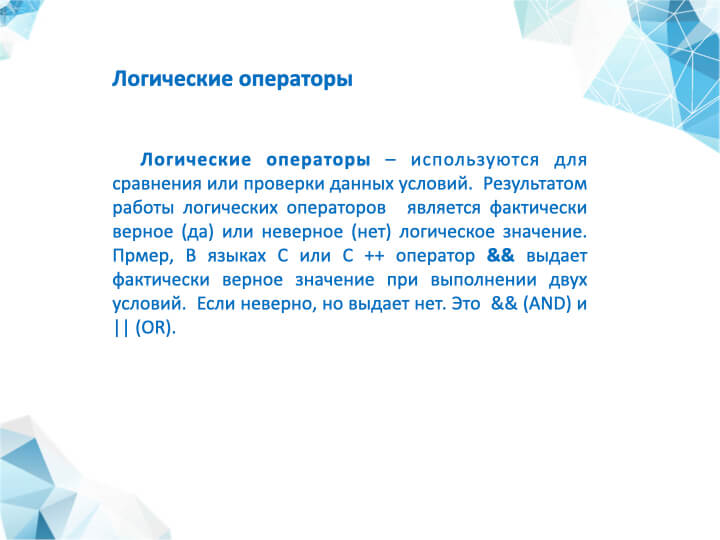 Логические операторы
Логические операторы – используются для
сравнения или проверки данных условий. Результатом
работы логических операторов является фактически
верное (да) или неверное (нет) логическое значение.
Прмер, В языках C или C ++ оператор && выдает
фактически верное значение при выполнении двух
условий. Если неверно, но выдает нет. Это && (AND) и
|| (OR).